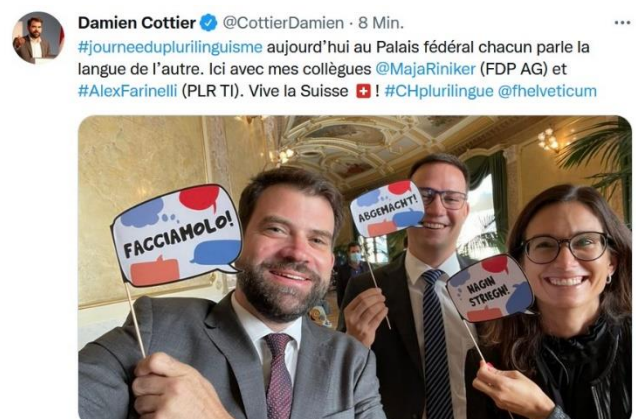 Damien Cottier @CottierDamien · 8 Min.
#journeeduplurilinguisme aujourd’hui au Palais fédéral chacun parle la
langue de l’autre. Ici avec mes collègues @MajaRiniker (FDP AG) et
#AlexFarinelli (PLR TI). Vive la Suisse 🇨🇭 ! #CHplurilingue @fhelveticum
FACCIAMOLO!
ABGEMACHT!
NAGIN
STRIEGN!